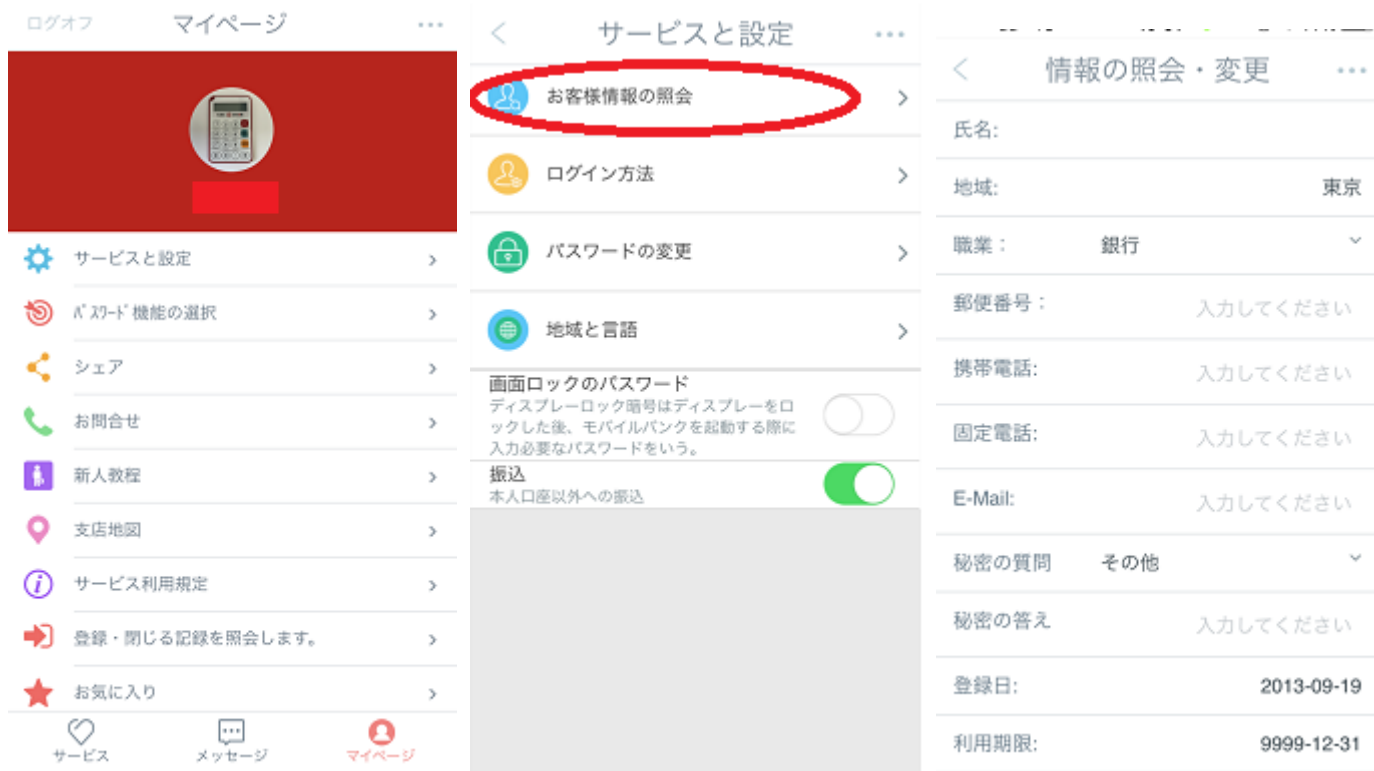 ログオフ
マイページ
サービスと設定
パスワード機能の選択
シェア
お問合せ
新人教程
支店地図
サービス利用規定
登録・閉じる記録を照会します。
お気に入り
サービス
メッセージ
マイページ
サービスと設定
お客様情報の照会
ログイン方法
パスワードの変更
地域と言語
画面ロックのパスワード
ディスプレーロック暗号はディスプレーをロ
ックした後、モバイルバンクを起動する際に
入力必要なパスワードをいう。
振込
本人口座以外への振込
情報の照会・変更
氏名:
地域: 東京
職業： 銀行
郵便番号： 入力してください
携帯電話: 入力してください
固定電話: 入力してください
E-Mail: 入力してください
秘密の質問 その他
秘密の答え 入力してください
登録日: 2013-09-19
利用期限: 9999-12-31